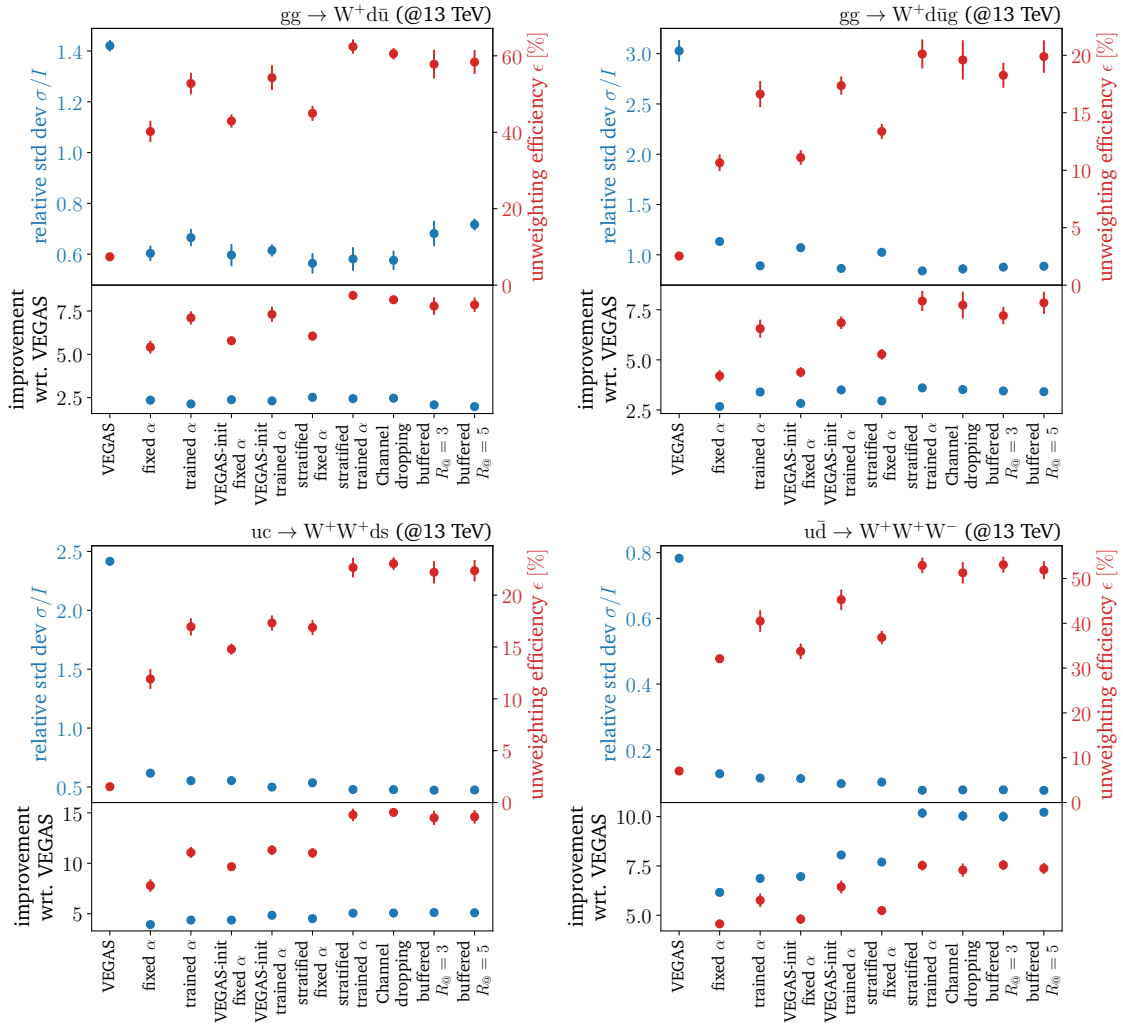 gg → W⁺dū (@13 TeV)
relative std dev σ/I
1.4
1.2
1.0
0.8
0.6
unweighting efficiency ϵ [%]
60
40
20
0
improvement
wrt. VEGAS
7.5
5.0
2.5
VEGAS
fixed α
trained α
VEGAS-init
fixed α
VEGAS-init
trained α
stratified
fixed α
stratified
trained α
Channel
dropping
buffered
R@ = 3
buffered
R@ = 5
gg → W⁺dūg (@13 TeV)
relative std dev σ/I
3.0
2.5
2.0
1.5
1.0
unweighting efficiency ϵ [%]
20
15
10
5
0
improvement
wrt. VEGAS
7.5
5.0
2.5
VEGAS
fixed α
trained α
VEGAS-init
fixed α
VEGAS-init
trained α
stratified
fixed α
stratified
trained α
Channel
dropping
buffered
R@ = 3
buffered
R@ = 5
uc → W⁺W⁺ds (@13 TeV)
relative std dev σ/I
2.5
2.0
1.5
1.0
0.5
unweighting efficiency ϵ [%]
20
15
10
5
0
improvement
wrt. VEGAS
15
10
5
VEGAS
fixed α
trained α
VEGAS-init
fixed α
VEGAS-init
trained α
stratified
fixed α
stratified
trained α
Channel
dropping
buffered
R@ = 3
buffered
R@ = 5
ud̄ → W⁺W⁺W⁻ (@13 TeV)
relative std dev σ/I
0.8
0.6
0.4
0.2
unweighting efficiency ϵ [%]
50
40
30
20
10
0
improvement
wrt. VEGAS
10.0
7.5
5.0
VEGAS
fixed α
trained α
VEGAS-init
fixed α
VEGAS-init
trained α
stratified
fixed α
stratified
trained α
Channel
dropping
buffered
R@ = 3
buffered
R@ = 5